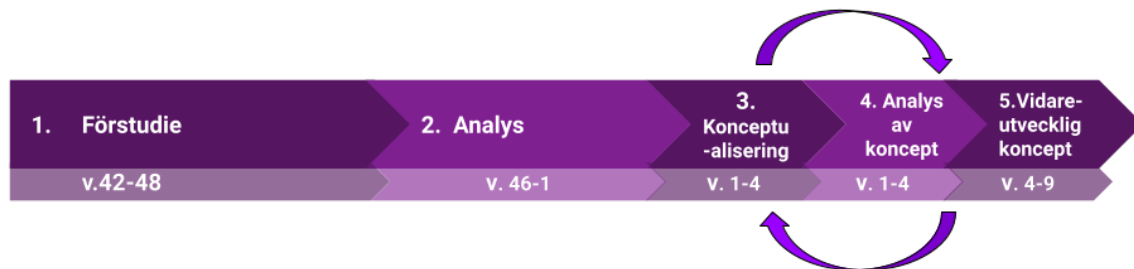 1. Förstudie
v.42-48
2. Analys
v. 46-1
3.
Konceptu
-alisering
v. 1-4
4. Analys
av
koncept
v. 1-4
5.Vidare-
utvecklig
koncept
v. 4-9